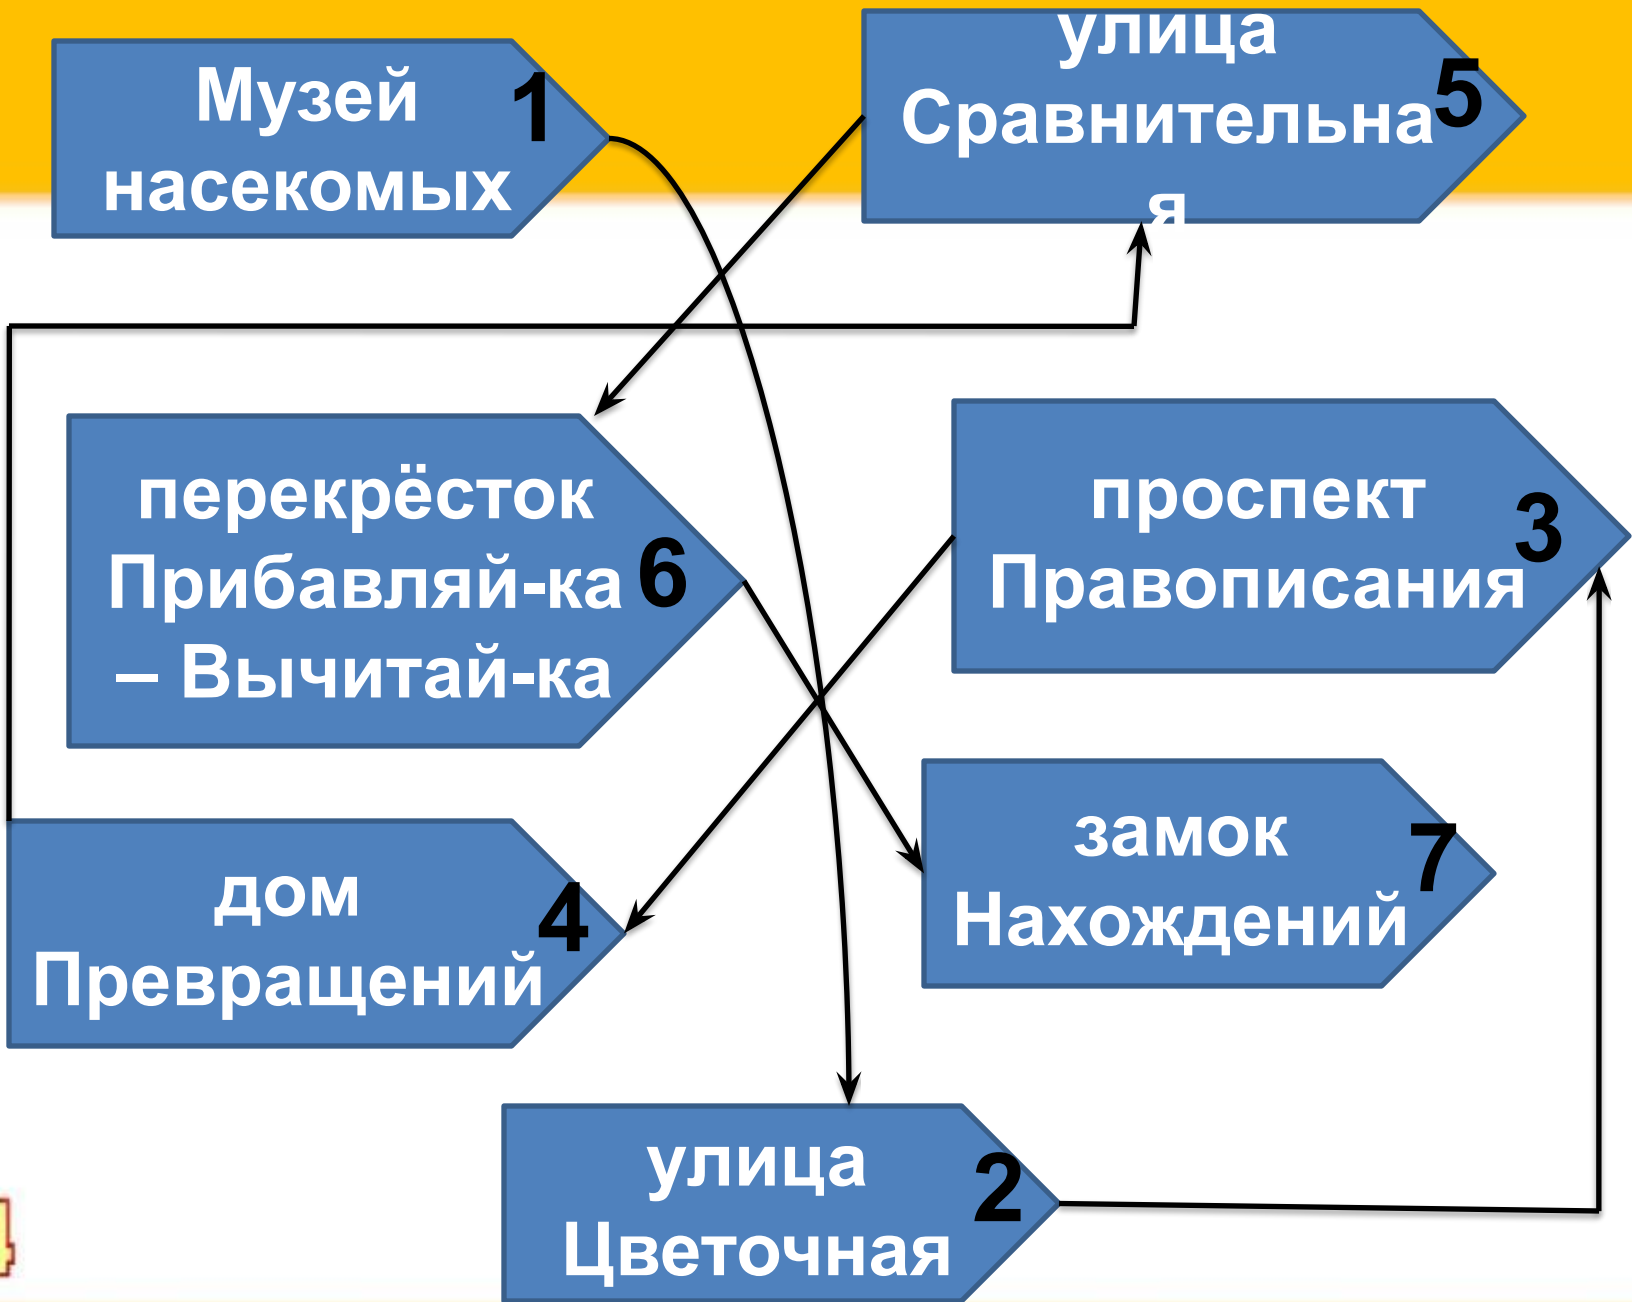 Музей
насекомых
1
улица
Сравнительна
я
5
перекрёсток
Прибавляй-ка
– Вычитай-ка
6
проспект
Правописания
3
дом
Превращений
4
замок
Нахождений
7
улица
Цветочная
2